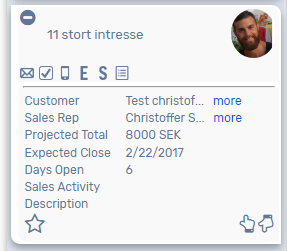 11 stort intresse
E S
Customer Test christof... more
Sales Rep Christoffer S... more
Projected Total 8000 SEK
Expected Close 2/22/2017
Days Open 6
Sales Activity
Description